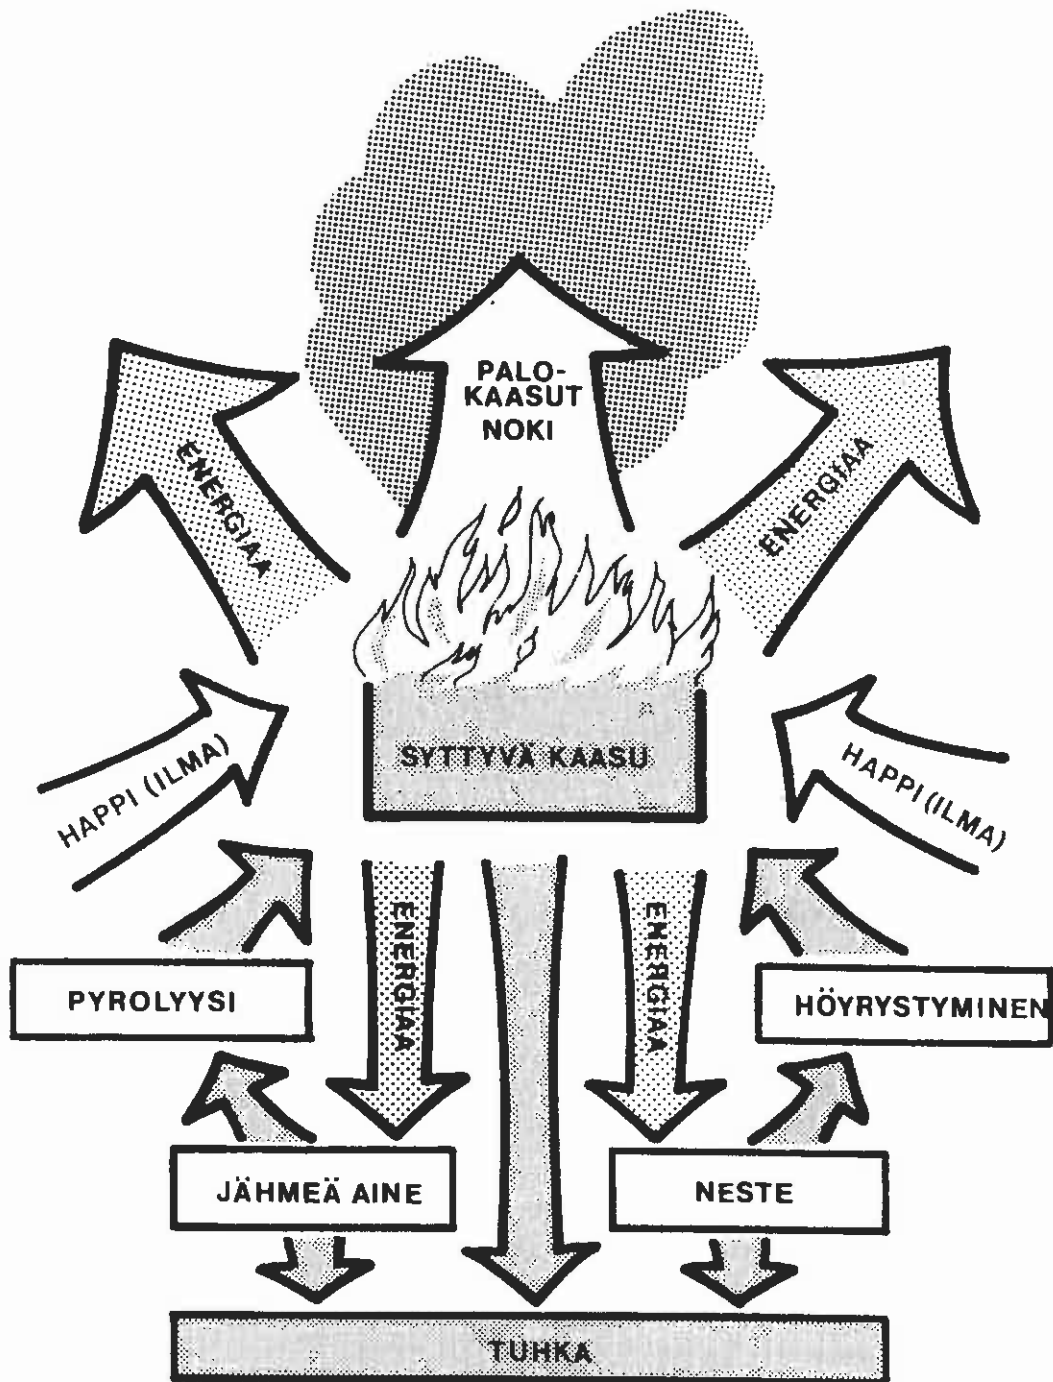 PALO-
KAASUT
NOKI
ENERGIAA
ENERGIAA
SYTTYVÄ KAASU
HAPPI (ILMA)
HAPPI (ILMA)
ENERGIAA
ENERGIAA
PYROLYYSI
HÖYRYSTYMINEN
JÄHMEÄ AINE
NESTE
TUHKA